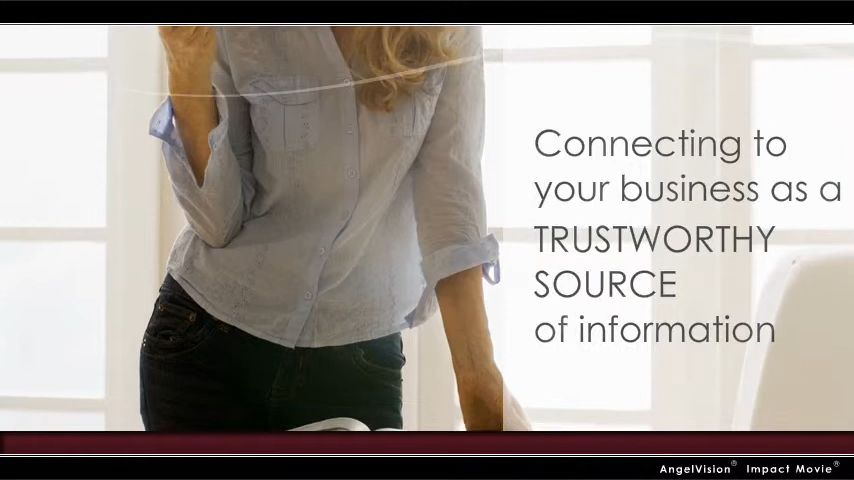 Connecting to
your business as a
TRUSTWORTHY
SOURCE
of information
AngelVision® Impact Movie®